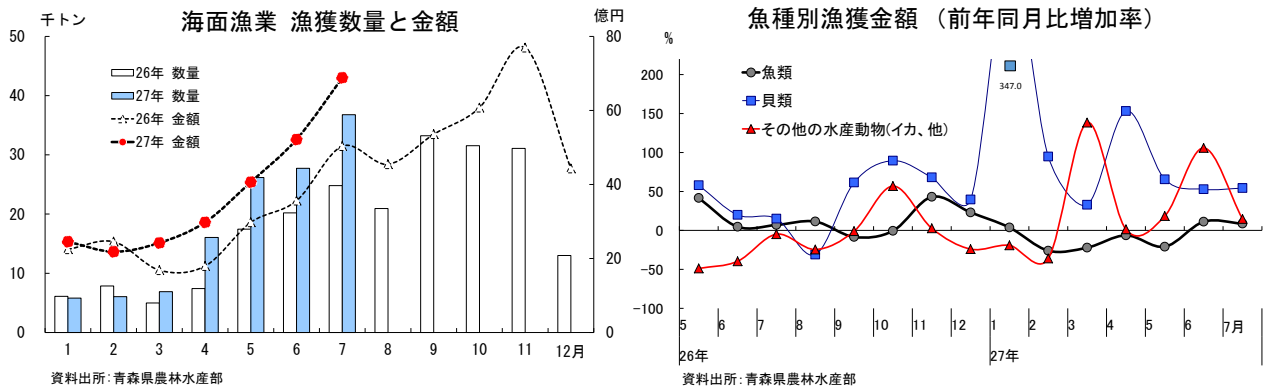 海面漁業 漁獲数量と金額
千トン
億円
50
40
30
20
10
0
80
60
40
20
0
26年 数量
27年 数量
26年 金額
27年 金額
1 2 3 4 5 6 7 8 9 10 11 12月
資料出所：青森県農林水産部
魚種別漁獲金額 （前年同月比増加率）
%
200
150
100
50
0
-50
-100
魚類
貝類
その他の水産動物(イカ、他)
347.0
5 6 7 8 9 10 11 12 1 2 3 4 5 6 7月
26年 27年
資料出所：青森県農林水産部